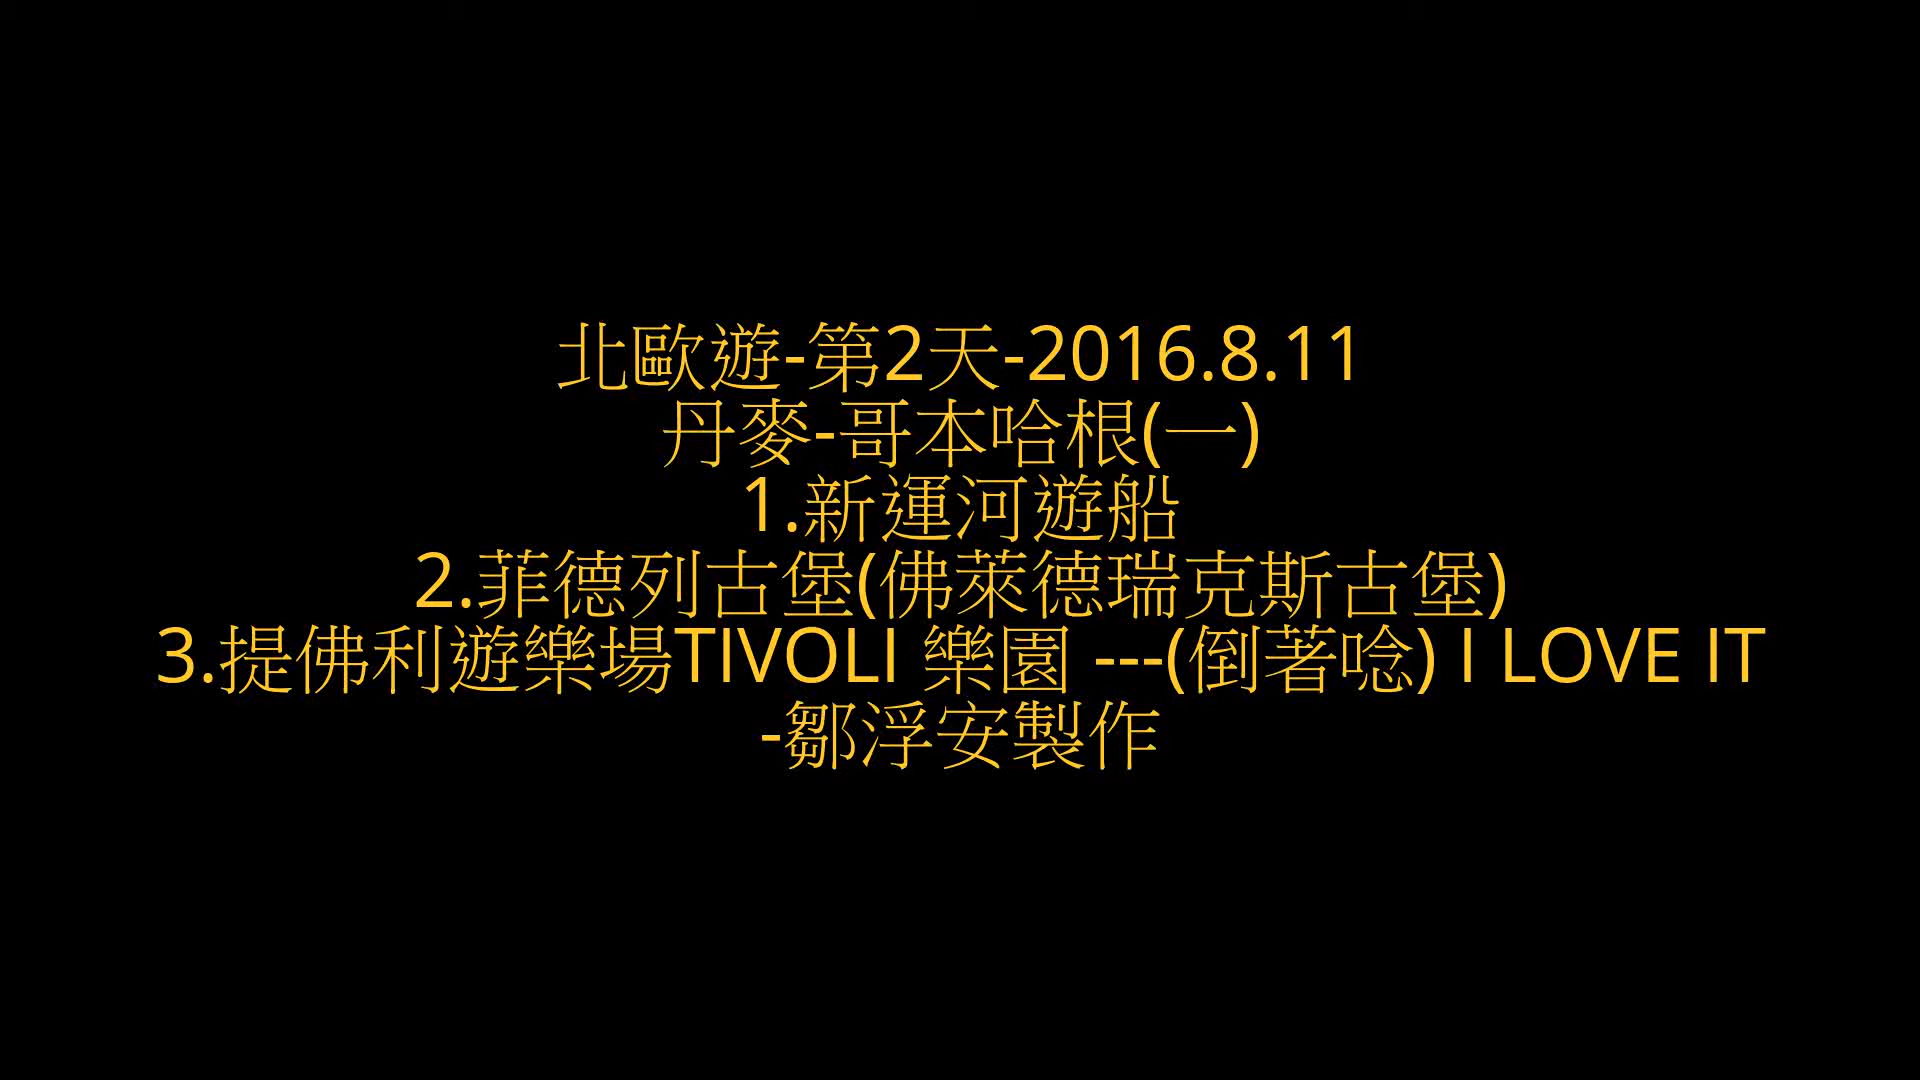 北歐遊-第2天-2016.8.11
丹麥-哥本哈根(一)
1.新運河遊船
2.菲德列古堡(佛萊德瑞克斯古堡)
3.提佛利遊樂場TIVOLI 樂園 ---(倒著唸) I LOVE IT
-鄒浮安製作